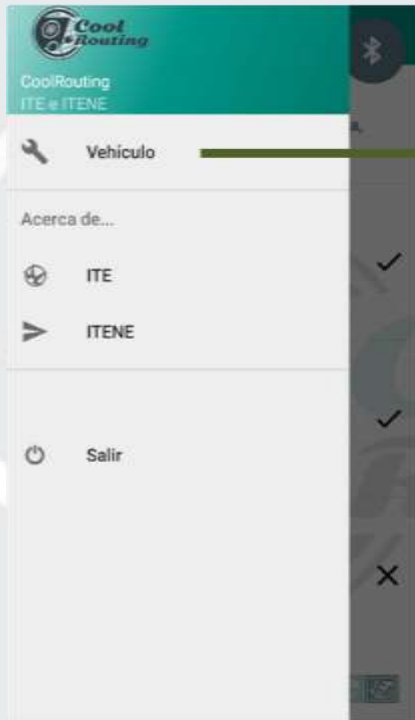 Cool
Routing
CoolRouting
ITE e ITENE
Vehículo
a,
Acerca de...
ITE
ITENE
Salir